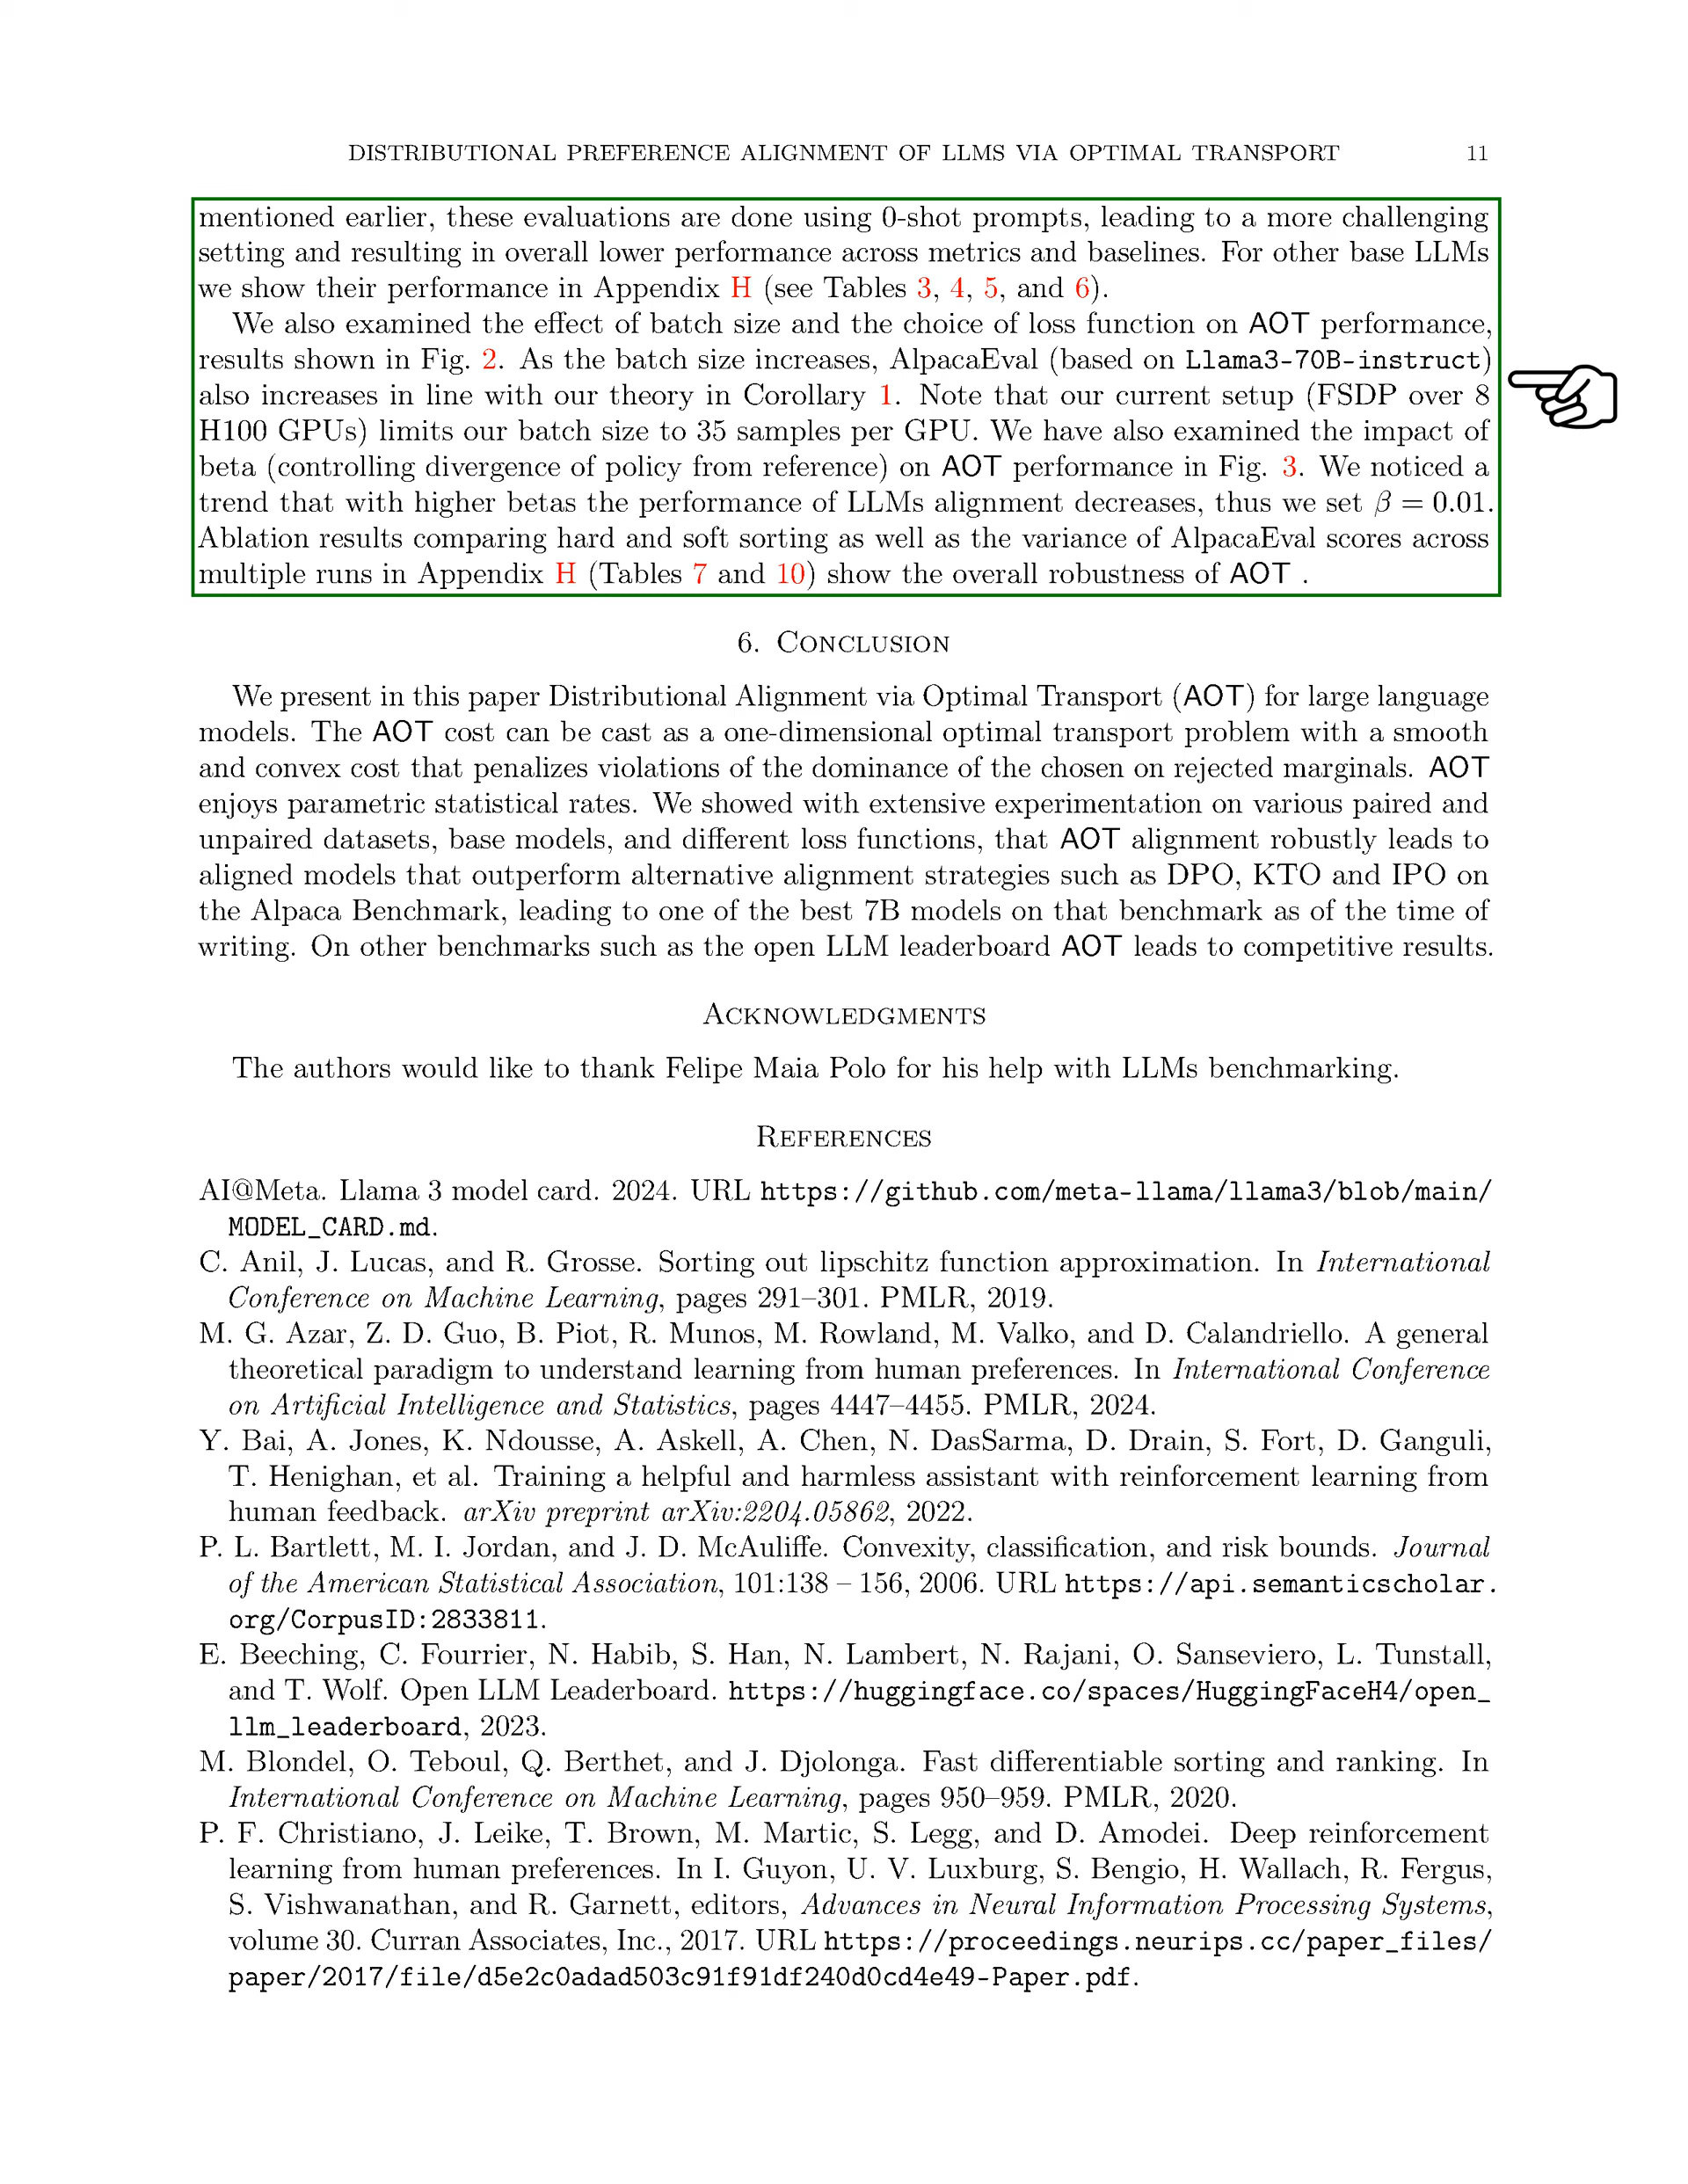 DISTRIBUTIONAL PREFERENCE ALIGNMENT OF LLMS VIA OPTIMAL TRANSPORT 11
mentioned earlier, these evaluations are done using 0-shot prompts, leading to a more challenging
setting and resulting in overall lower performance across metrics and baselines. For other base LLMs
we show their performance in Appendix H (see Tables 3, 4, 5, and 6).
We also examined the effect of batch size and the choice of loss function on AOT performance,
results shown in Fig. 2. As the batch size increases, AlpacaEval (based on Llama3-70B-instruct)
also increases in line with our theory in Corollary 1. Note that our current setup (FSDP over 8
H100 GPUs) limits our batch size to 35 samples per GPU. We have also examined the impact of
beta (controlling divergence of policy from reference) on AOT performance in Fig. 3. We noticed a
trend that with higher betas the performance of LLMs alignment decreases, thus we set β = 0.01.
Ablation results comparing hard and soft sorting as well as the variance of AlpacaEval scores across
multiple runs in Appendix H (Tables 7 and 10) show the overall robustness of AOT .
6. Conclusion
We present in this paper Distributional Alignment via Optimal Transport (AOT) for large language
models. The AOT cost can be cast as a one-dimensional optimal transport problem with a smooth
and convex cost that penalizes violations of the dominance of the chosen on rejected marginals. AOT
enjoys parametric statistical rates. We showed with extensive experimentation on various paired and
unpaired datasets, base models, and different loss functions, that AOT alignment robustly leads to
aligned models that outperform alternative alignment strategies such as DPO, KTO and IPO on
the Alpaca Benchmark, leading to one of the best 7B models on that benchmark as of the time of
writing. On other benchmarks such as the open LLM leaderboard AOT leads to competitive results.
Acknowledgments
The authors would like to thank Felipe Maia Polo for his help with LLMs benchmarking.
References
AI@Meta. Llama 3 model card. 2024. URL https://github.com/meta-llama/llama3/blob/main/
MODEL_CARD.md.
C. Anil, J. Lucas, and R. Grosse. Sorting out lipschitz function approximation. In International
Conference on Machine Learning, pages 291–301. PMLR, 2019.
M. G. Azar, Z. D. Guo, B. Piot, R. Munos, M. Rowland, M. Valko, and D. Calandriello. A general
theoretical paradigm to understand learning from human preferences. In International Conference
on Artificial Intelligence and Statistics, pages 4447–4455. PMLR, 2024.
Y. Bai, A. Jones, K. Ndousse, A. Askell, A. Chen, N. DasSarma, D. Drain, S. Fort, D. Ganguli,
T. Henighan, et al. Training a helpful and harmless assistant with reinforcement learning from
human feedback. arXiv preprint arXiv:2204.05862, 2022.
P. L. Bartlett, M. I. Jordan, and J. D. McAuliffe. Convexity, classification, and risk bounds. Journal
of the American Statistical Association, 101:138 – 156, 2006. URL https://api.semanticscholar.
org/CorpusID:2833811.
E. Beeching, C. Fourrier, N. Habib, S. Han, N. Lambert, N. Rajani, O. Sanseviero, L. Tunstall,
and T. Wolf. Open LLM Leaderboard. https://huggingface.co/spaces/HuggingFaceH4/open_
llm_leaderboard, 2023.
M. Blondel, O. Teboul, Q. Berthet, and J. Djolonga. Fast differentiable sorting and ranking. In
International Conference on Machine Learning, pages 950–959. PMLR, 2020.
P. F. Christiano, J. Leike, T. Brown, M. Martic, S. Legg, and D. Amodei. Deep reinforcement
learning from human preferences. In I. Guyon, U. V. Luxburg, S. Bengio, H. Wallach, R. Fergus,
S. Vishwanathan, and R. Garnett, editors, Advances in Neural Information Processing Systems,
volume 30. Curran Associates, Inc., 2017. URL https://proceedings.neurips.cc/paper_files/
paper/2017/file/d5e2c0adad503c91f91df240d0cd4e49-Paper.pdf.